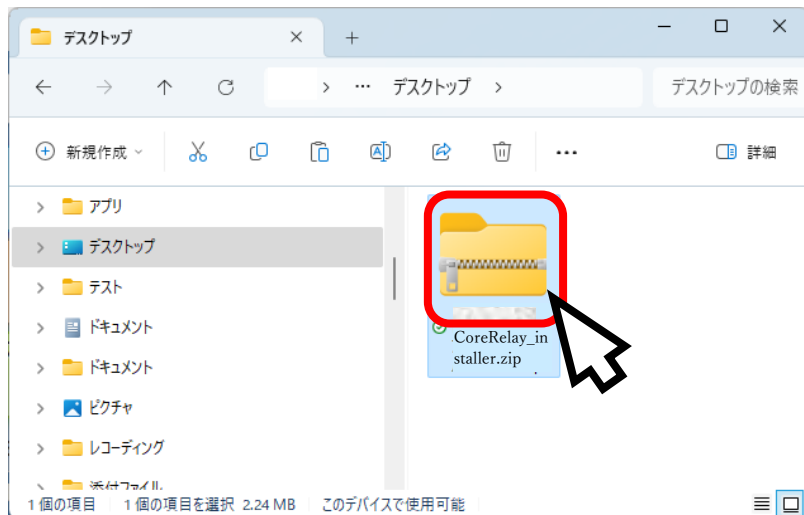 デスクトップ
デスクトップ
デスクトップの検索
新規作成
詳細
アプリ
デスクトップ
テスト
ドキュメント
ドキュメント
ピクチャ
レコーディング
添付ファイル
CoreRelay_in
staller.zip
1 個の項目 1 個の項目を選択 2.24 MB このデバイスで使用可能